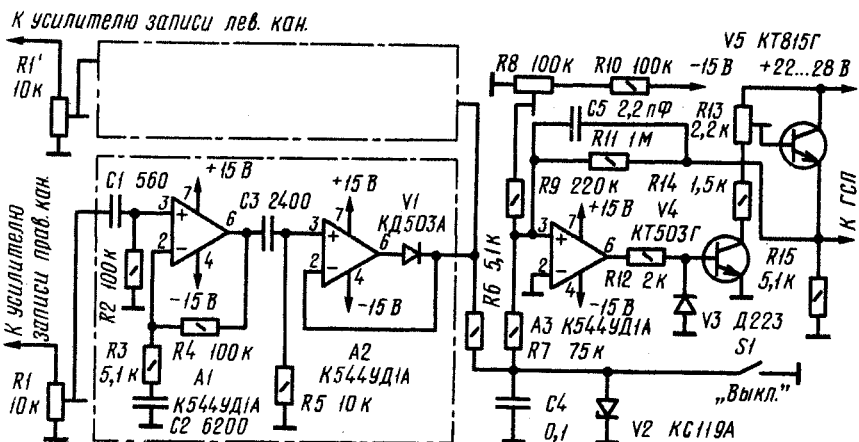 К усилителю записи лев. кан.
R1'
10к
К усилителю
записи прав. кан.
R1
10к
C1 560
R2 100к
3
2
7
6
4
+15 В
-15 В
R4 100к
R3
5,1к
A1
К544УД1А
C2 6200
C3 2400
R5 10к
+15 В
3
2
7
6
4
-15 В
V1
КД503А
A2
К544УД1А
R8 100к
R10 100к
-15 В
C5 2,2 пФ
R11 1М
R9 220к
R6 5,1к
+15 В
3
2
7
6
4
-15 В
A3 К544УД1А
R7 75к
R12 2к
V4
КТ503Г
V3 Д223
R14 1,5к
R13
2,2к
V5 КТ815Г
+22...28 В
К ГСП
R15
5,1к
S1
„Выкл."
C4
0,1
V2 КС119А